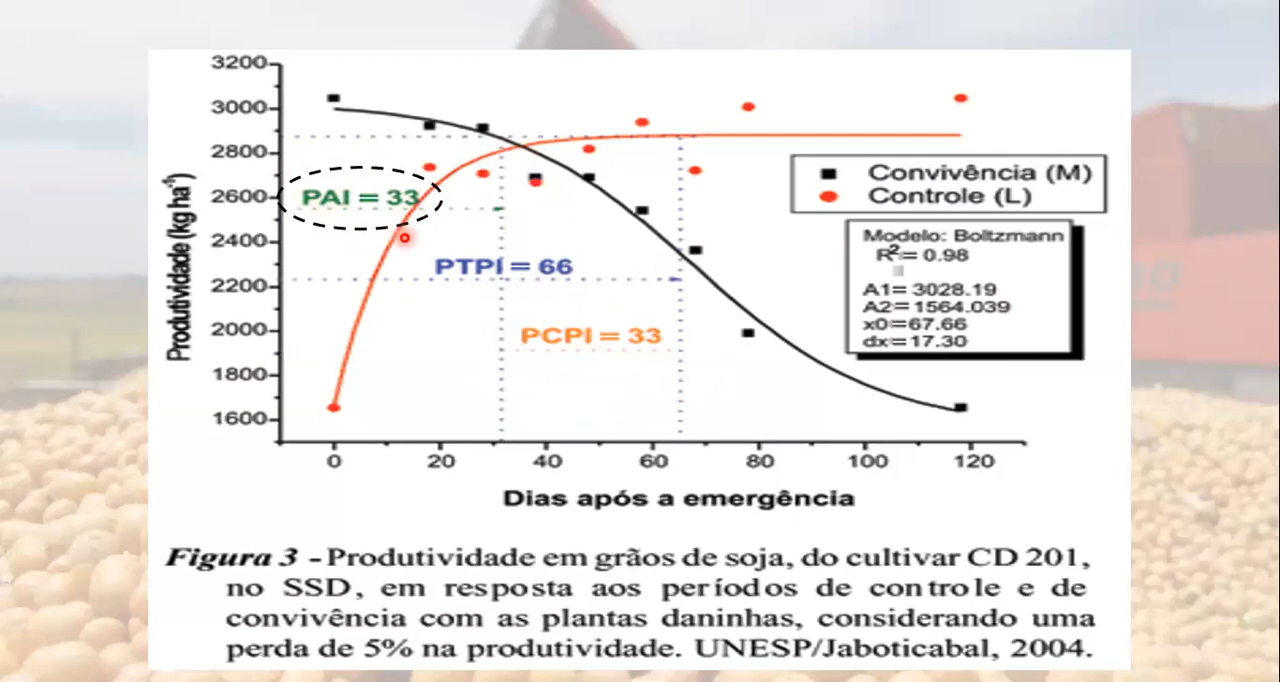 3200
3000
2800
2600
2400
2200
2000
1800
1600
Produtividade (kg ha⁻¹)
PAI = 33
PTPI = 66
PCPI = 33
Convivência (M)
Controle (L)
Modelo: Boltzmann
R² = 0.98
A1= 3028.19
A2= 1564.039
x0=67.66
dx=17.30
0 20 40 60 80 100 120
Dias após a emergência
Figura 3 - Produtividade em grãos de soja, do cultivar CD 201,
no SSD, em resposta aos períodos de controle e de
convivência com as plantas daninhas, considerando uma
perda de 5% na produtividade. UNESP/Jaboticabal, 2004.